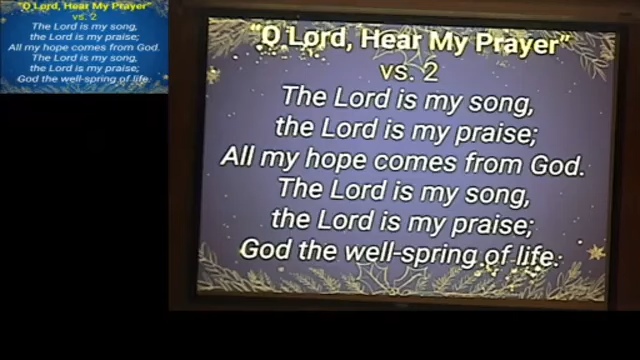 "O Lord, Hear My Prayer"
vs. 2
The Lord is my song,
the Lord is my praise;
All my hope comes from God.
The Lord is my song,
the Lord is my praise;
God the well-spring of life.
"O Lord, Hear My Prayer"
vs. 2
The Lord is my song,
the Lord is my praise;
All my hope comes from God.
The Lord is my song,
the Lord is my praise;
God the well-spring of life.